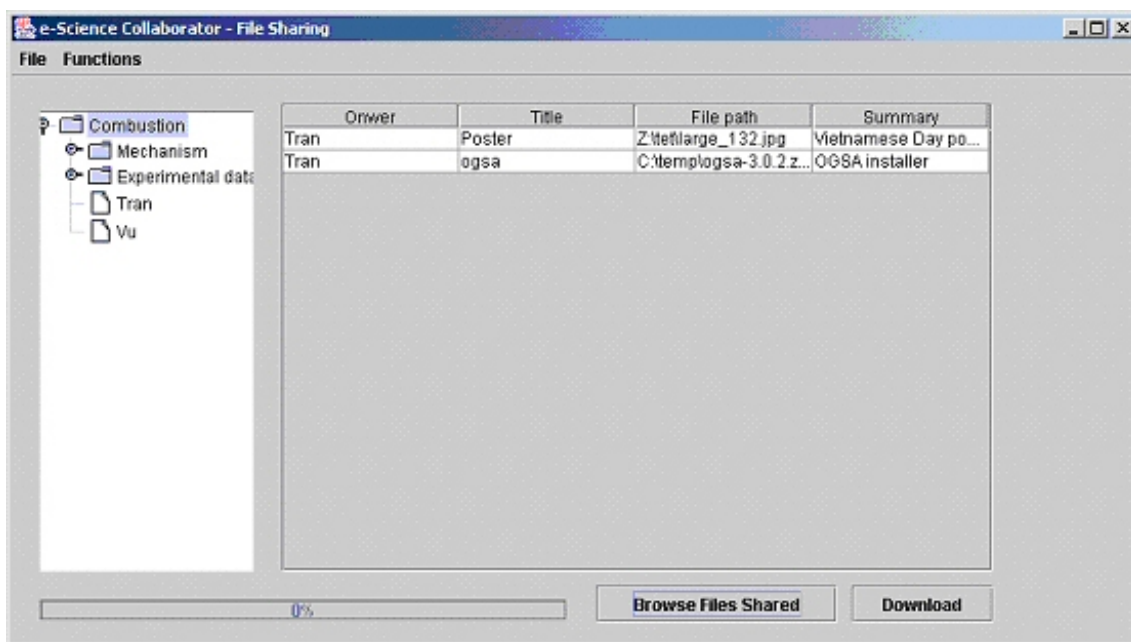 e-Science Collaborator - File Sharing
File Functions
Combustion
Mechanism
Experimental data
Tran
Vu
Onwer Title File path Summary
Tran Poster Z:\tet\large_132.jpg Vietnamese Day po...
Tran ogsa C:\temp\ogsa-3.0.2.z... OGSA installer
0%
Browse Files Shared Download